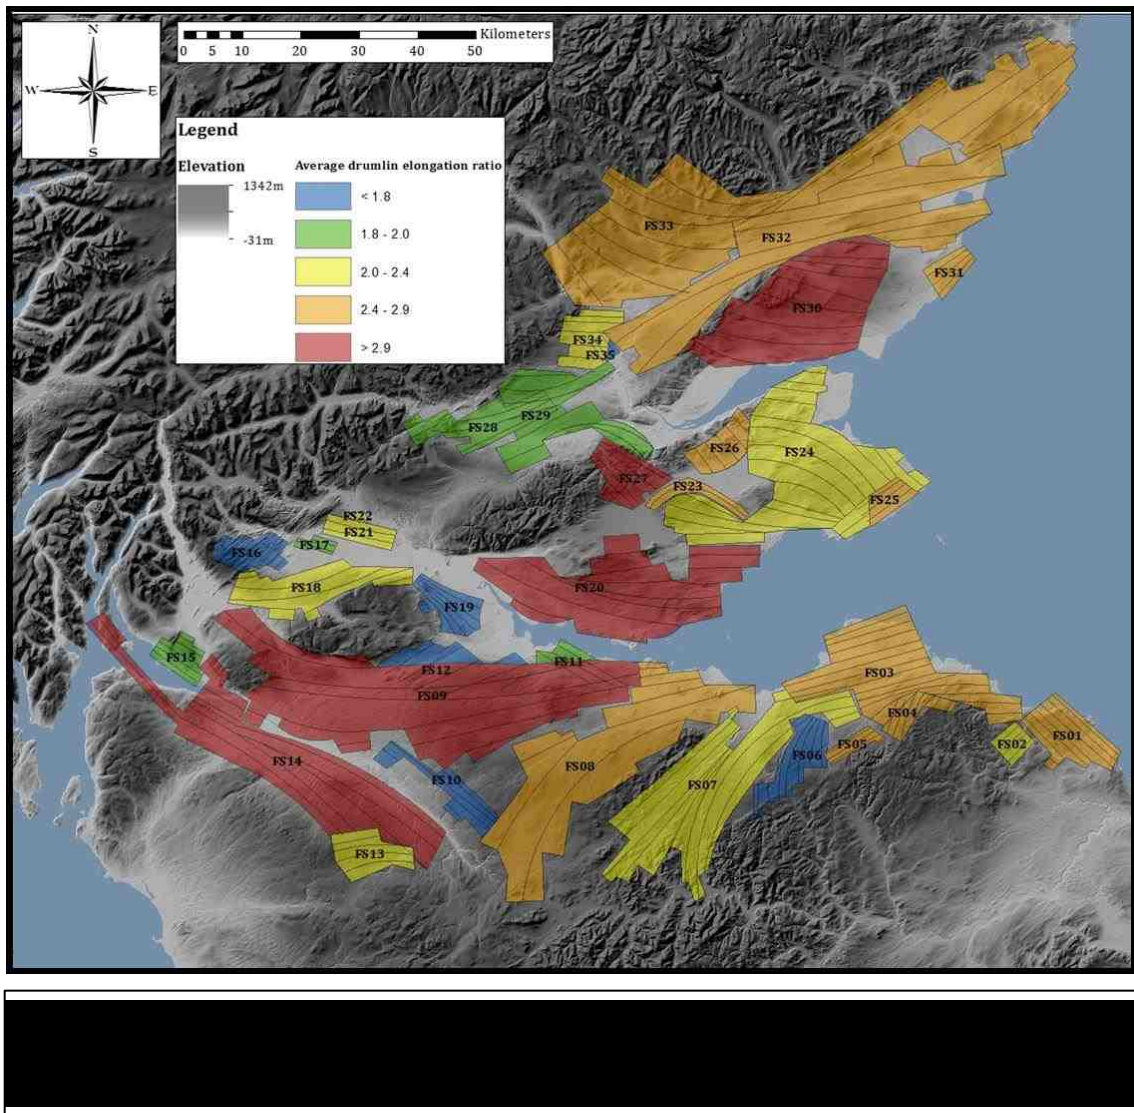 N
W E
S
0 5 10 20 30 40 50 Kilometers
Legend
Elevation
1342m
-31m
Average drumlin elongation ratio
< 1.8
1.8 - 2.0
2.0 - 2.4
2.4 - 2.9
> 2.9
FS33
FS32
FS31
FS30
FS34
FS35
FS29
FS28
FS26
FS24
FS27
FS23
FS25
FS22
FS21
FS17
FS16
FS18
FS20
FS19
FS15
FS12
FS11
FS09
FS03
FS04
FS01
FS02
FS05
FS06
FS14
FS08
FS10
FS07
FS13